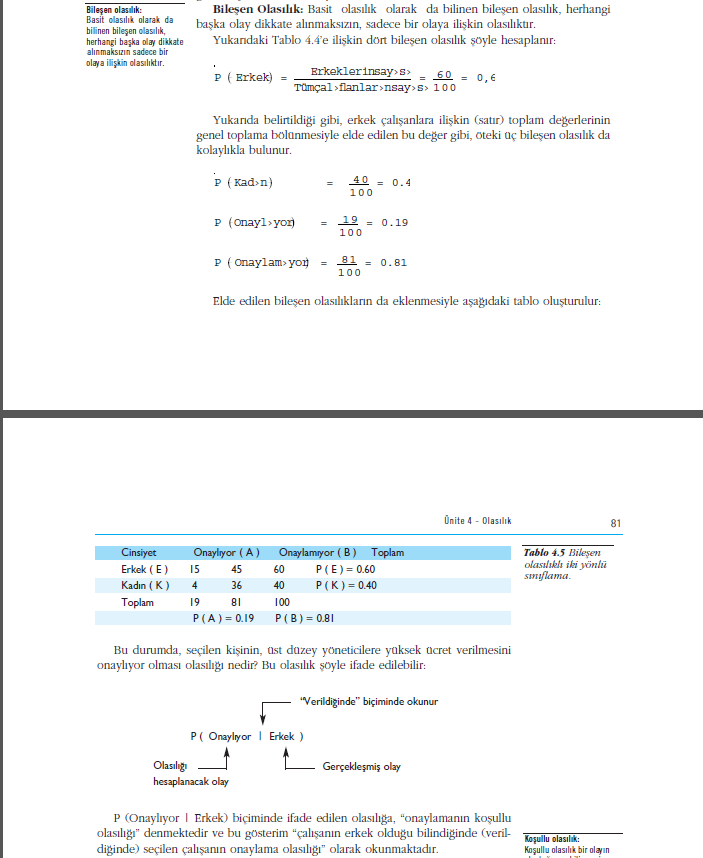 Bileşen olasılık:
Basit olasılık olarak da
bilinen bileşen olasılık,
herhangi başka olay dikkate
alınmaksızın sadece bir
olaya ilişkin olasılıktır.
Bileşen Olasılık: Basit olasılık olarak da bilinen bileşen olasılık, herhangi
başka olay dikkate alınmaksızın, sadece bir olaya ilişkin olasılıktır.
Yukarıdaki Tablo 4.4'e ilişkin dört bileşen olasılık şöyle hesaplanır:
P ( Erkek) = Erkeklerinsay›s› / Tümçal›flanlar›nsay›s› = 60 / 100 = 0,6
Yukarıda belirtildiği gibi, erkek çalışanlara ilişkin (satır) toplam değerlerinin
genel toplama bölünmesiyle elde edilen bu değer gibi, öteki üç bileşen olasılık da
kolaylıkla bulunur.
P ( Kad›n) = 40 / 100 = 0.4
P (Onayl›yor) = 19 / 100 = 0.19
P ( Onaylam›yor) = 81 / 100 = 0.81
Elde edilen bileşen olasılıkların da eklenmesiyle aşağıdaki tablo oluşturulur:
Ünite 4 - Olasılık 81
Cinsiyet Onaylıyor ( A ) Onaylamıyor ( B ) Toplam
Erkek ( E ) 15 45 60 P ( E ) = 0.60
Kadın ( K ) 4 36 40 P ( K ) = 0.40
Toplam 19 81 100
P ( A ) = 0.19 P ( B ) = 0.81
Tablo 4.5 Bileşen
olasılıklı iki yönlü
sınıflama.
Bu durumda, seçilen kişinin, üst düzey yöneticilere yüksek ücret verilmesini
onaylıyor olması olasılığı nedir? Bu olasılık şöyle ifade edilebilir:
"Verildiğinde" biçiminde okunur
P ( Onaylıyor | Erkek )
Olasılığı
hesaplanacak olay
Gerçekleşmiş olay
P (Onaylıyor | Erkek) biçiminde ifade edilen olasılığa, "onaylamanın koşullu
olasılığı" denmektedir ve bu gösterim "çalışanın erkek olduğu bilindiğinde (veril-
diğinde) seçilen çalışanın onaylama olasılığı" olarak okunmaktadır.
Koşullu olasılık:
Koşullu olasılık bir olayın